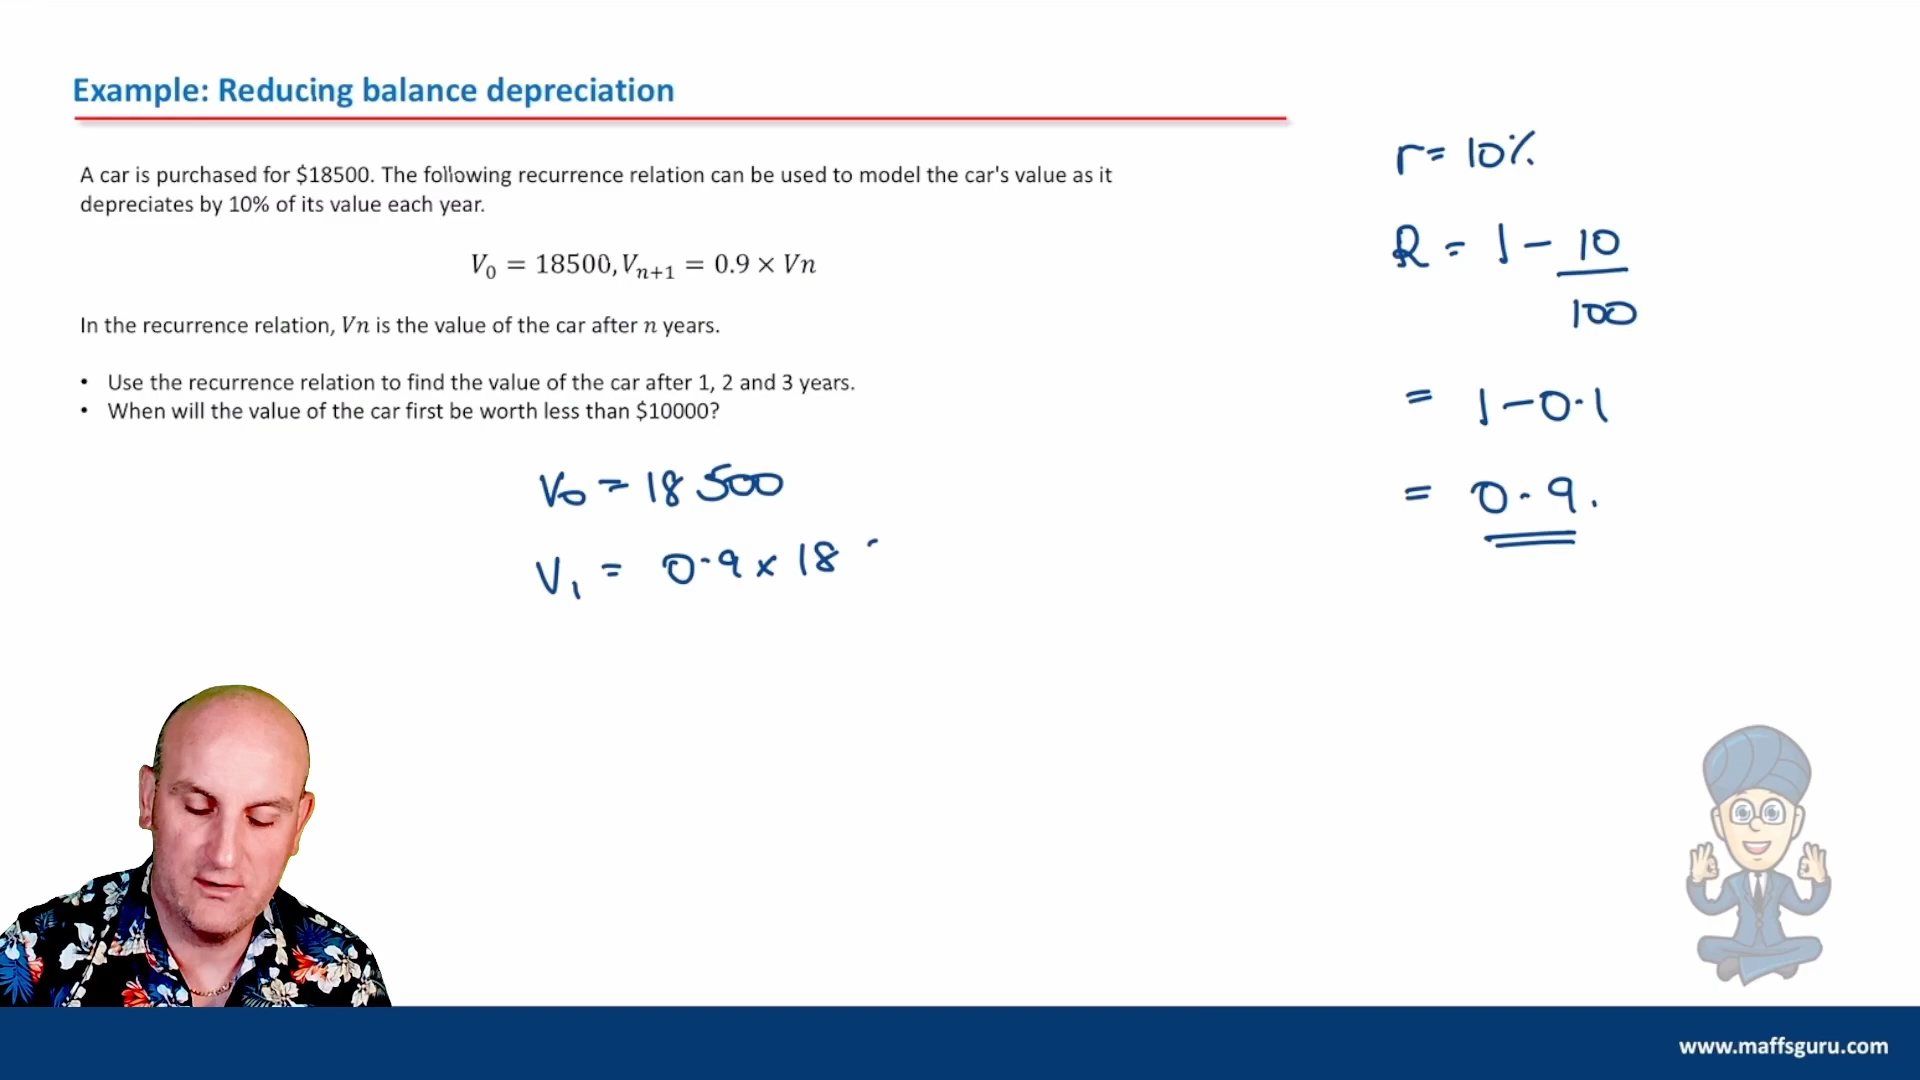 Example: Reducing balance depreciation
A car is purchased for $18500. The following recurrence relation can be used to model the car's value as it
depreciates by 10% of its value each year.
V₀ = 18500, Vₙ₊₁ = 0.9 × Vn
In the recurrence relation, Vn is the value of the car after n years.
• Use the recurrence relation to find the value of the car after 1, 2 and 3 years.
• When will the value of the car first be worth less than $10000?
V₀ = 18 500
V₁ = 0.9 × 18
r = 10%
R = 1 - 10/100
= 1 - 0.1
= 0.9.
www.maffsguru.com